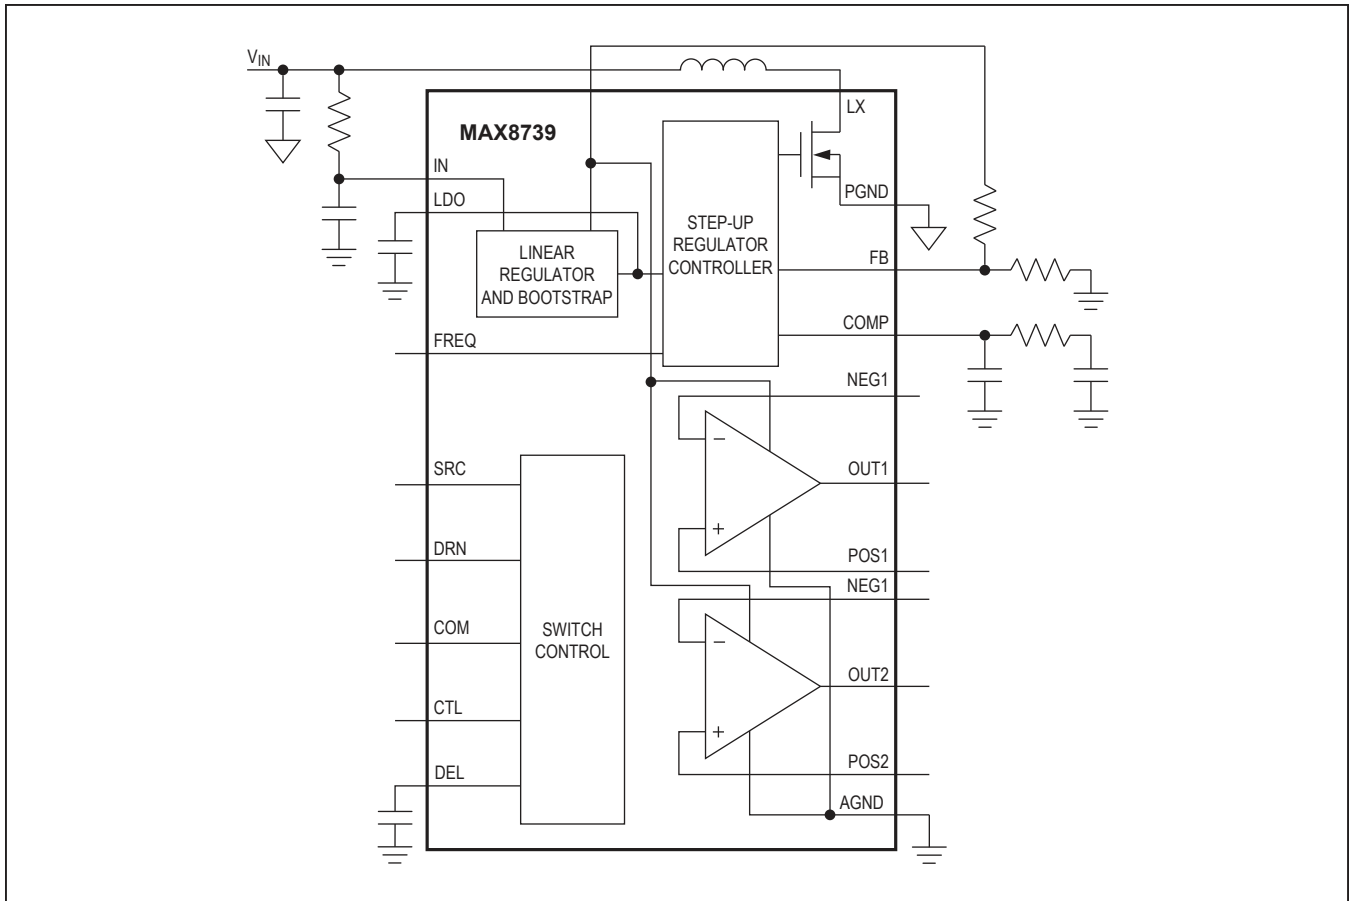 VIN
LX
MAX8739
IN
LDO
PGND
STEP-UP
REGULATOR
CONTROLLER
LINEAR
REGULATOR
AND BOOTSTRAP
FB
FREQ
COMP
NEG1
−
OUT1
+
POS1
SRC
DRN
COM
CTL
DEL
SWITCH
CONTROL
NEG1
−
OUT2
+
POS2
AGND